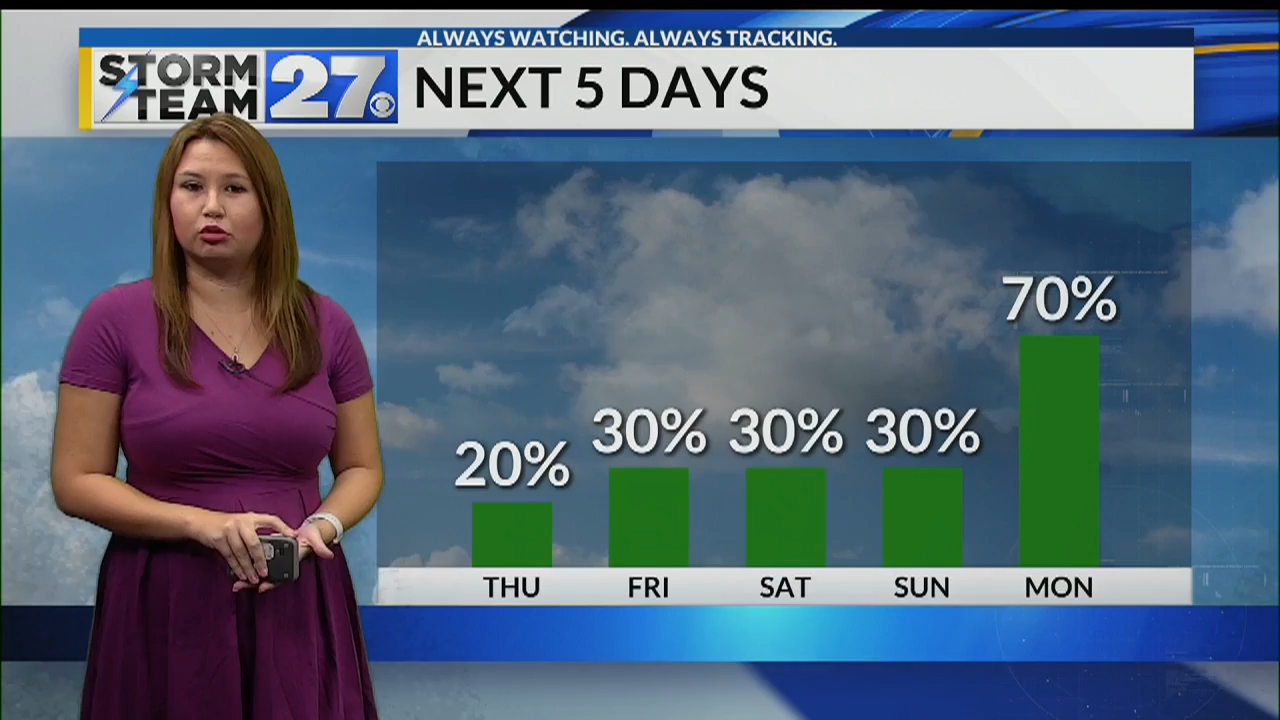 ALWAYS WATCHING. ALWAYS TRACKING.
STORM
TEAM
27
NEXT 5 DAYS
70%
20% 30% 30% 30%
THU FRI SAT SUN MON